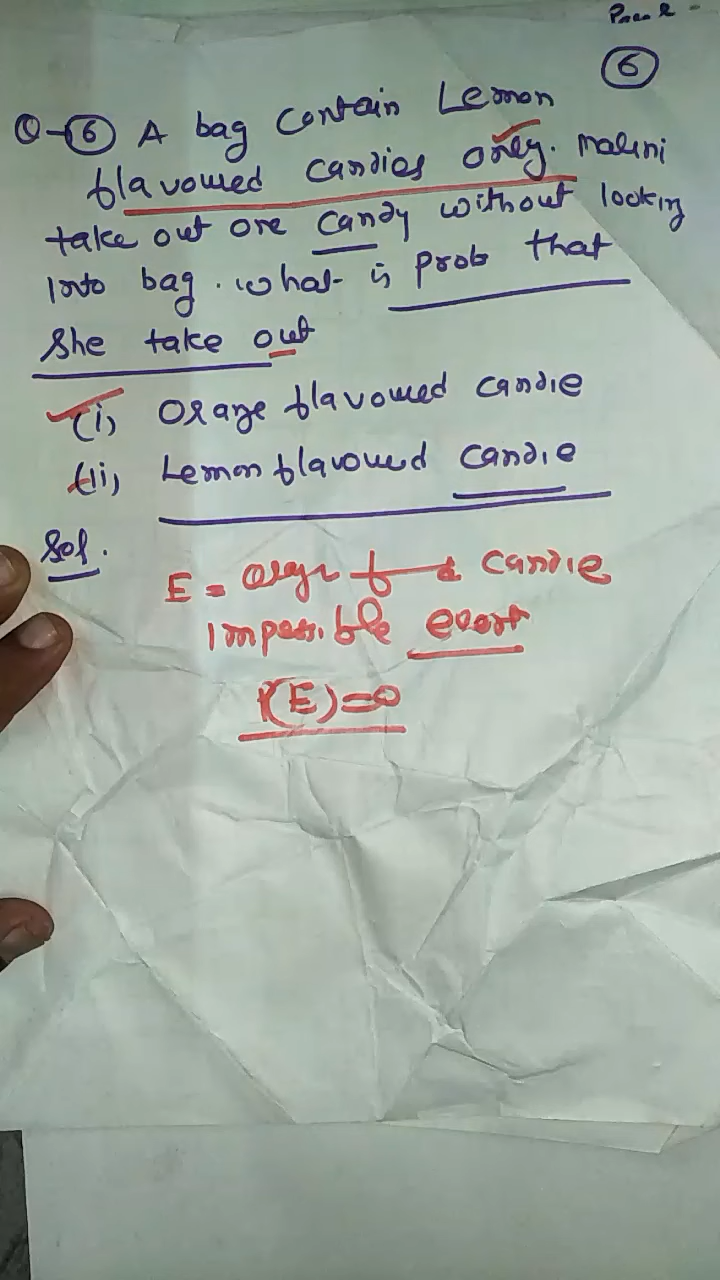 6
Q-6 A bag contain Lemon
flavoured candies only. Malini
take out one candy without looking
into bag. what is prob that
she take out
(i) Orange flavoured candie
(ii) Lemon flavoured candie
Sol.
E = candie
Impossible event
P(E)=0